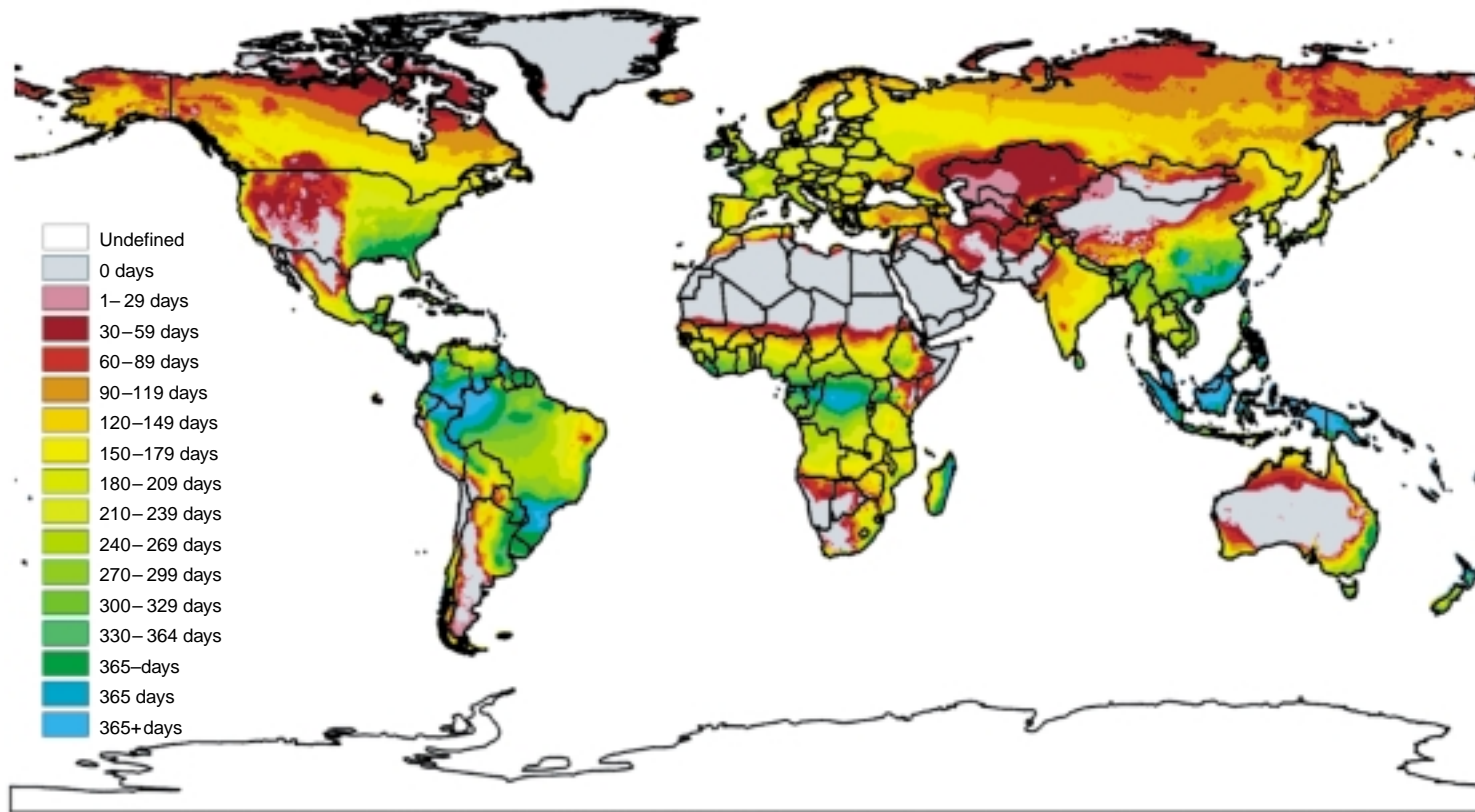 Undefined
0 days
1–29 days
30–59 days
60–89 days
90–119 days
120–149 days
150–179 days
180–209 days
210–239 days
240–269 days
270–299 days
300–329 days
330–364 days
365–days
365 days
365+days